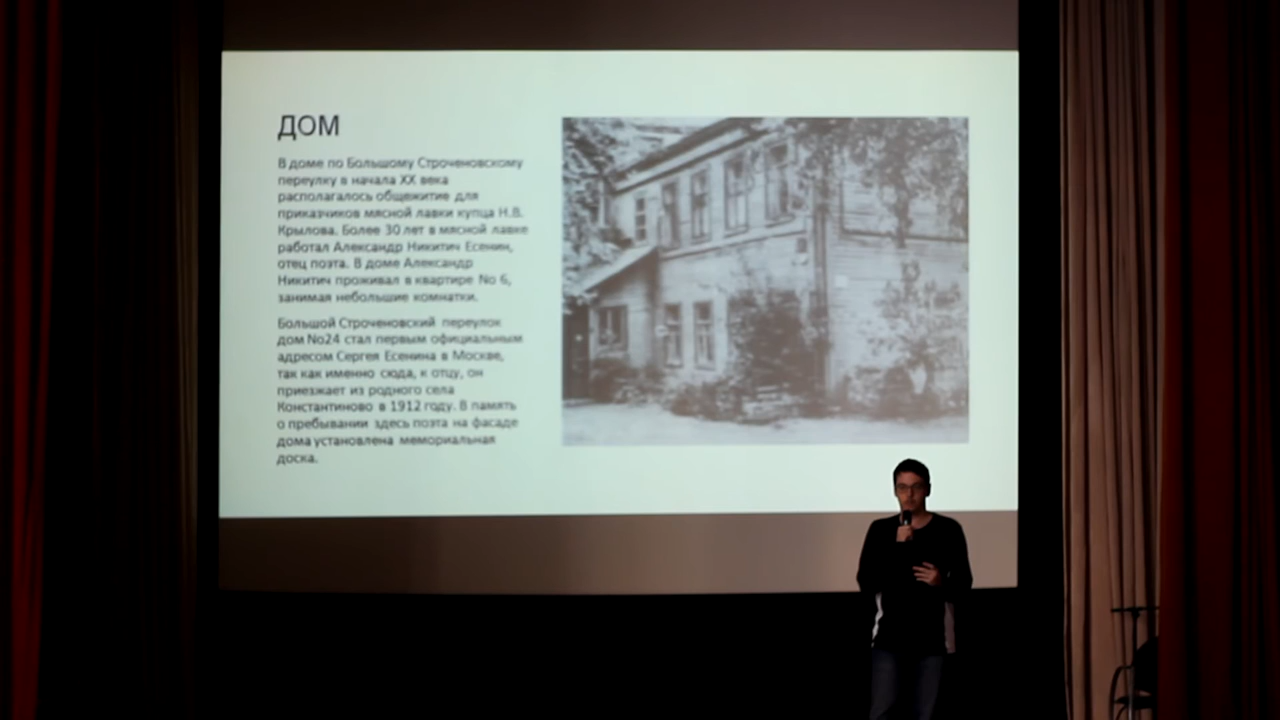 ДОМ
В доме по Большому Строченовскому
переулку в начала XX века
располагалось общежитие для
приказчиков мясной лавки купца Н.В.
Крылова. Более 30 лет в мясной лавке
работал Александр Никитич Есенин,
отец поэта. В доме Александр
Никитич проживал в квартире No 6,
занимая небольшие комнатки.
Большой Строченовский переулок
дом No24 стал первым официальным
адресом Сергея Есенина в Москве,
так как именно сюда, к отцу, он
приезжает из родного села
Константиново в 1912 году. В память
о пребывании здесь поэта на фасаде
дома установлена мемориальная
доска.